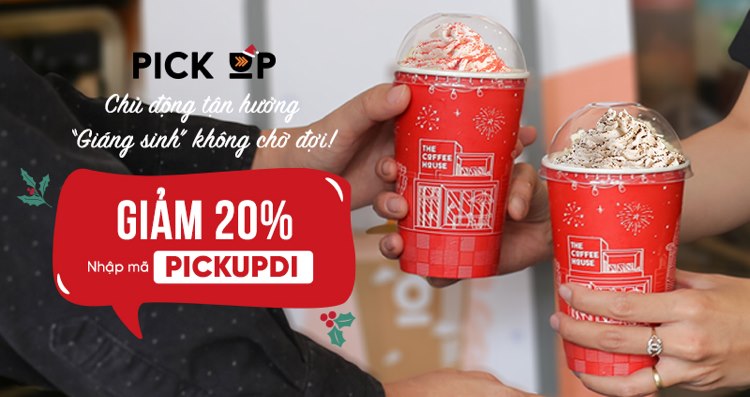 PICK UP
Chủ động tận hưởng
"Giáng sinh" không chờ đợi!
GIẢM 20%
Nhập mã PICKUPDI
THE
COFFEE
HOUSE
THE
COFFEE
HOUSE